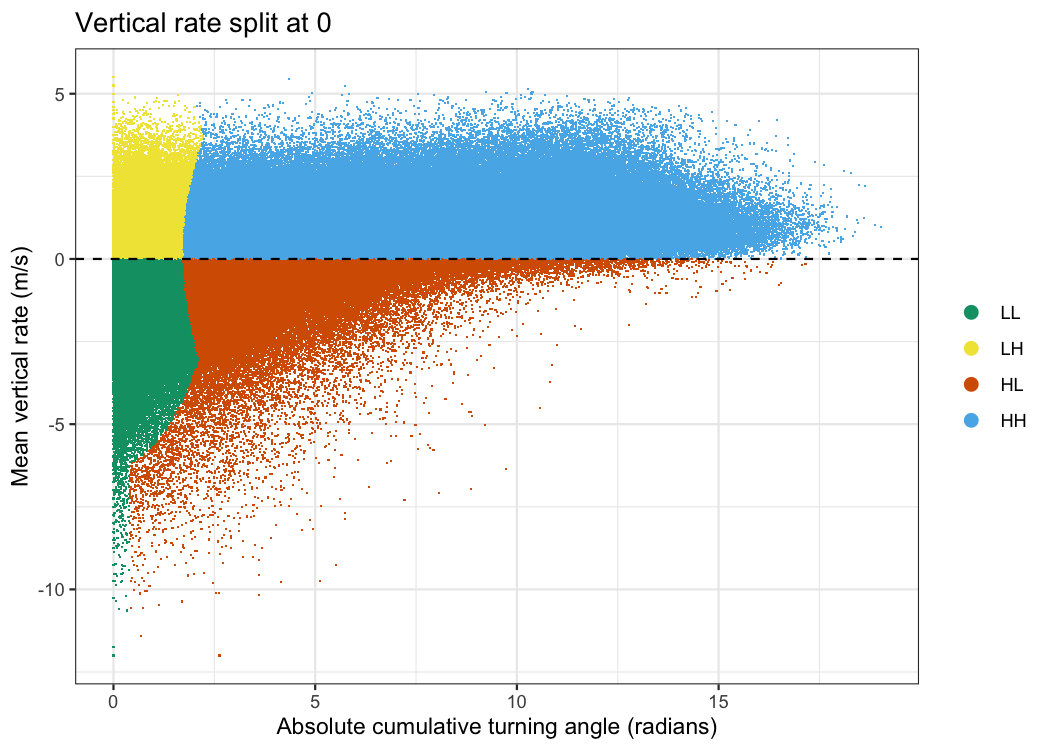 Vertical rate split at 0
Mean vertical rate (m/s)
5
0
-5
-10
0 5 10 15
Absolute cumulative turning angle (radians)
LL
LH
HL
HH